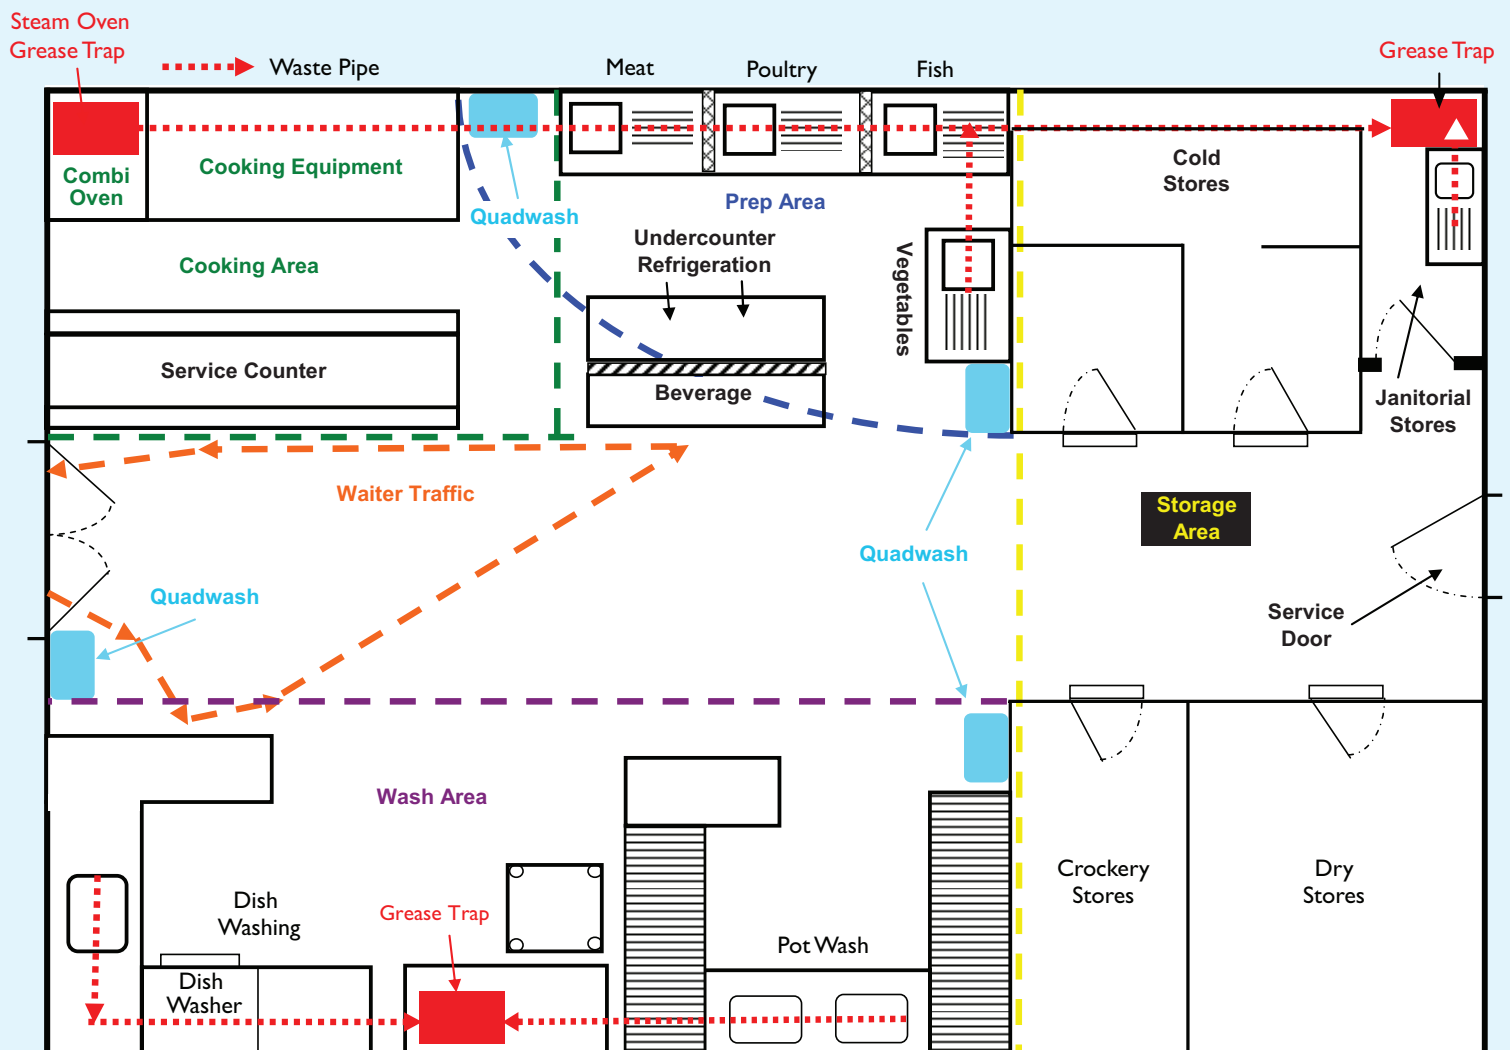 Steam Oven
Grease Trap
Waste Pipe
Meat
Poultry
Fish
Grease Trap
Combi
Oven
Cooking Equipment
Quadwash
Prep Area
Cold
Stores
Undercounter
Refrigeration
Vegetables
Cooking Area
Service Counter
Beverage
Janitorial
Stores
Waiter Traffic
Storage
Area
Quadwash
Quadwash
Service
Door
Wash Area
Crockery
Stores
Dry
Stores
Dish
Washing
Grease Trap
Pot Wash
Dish
Washer